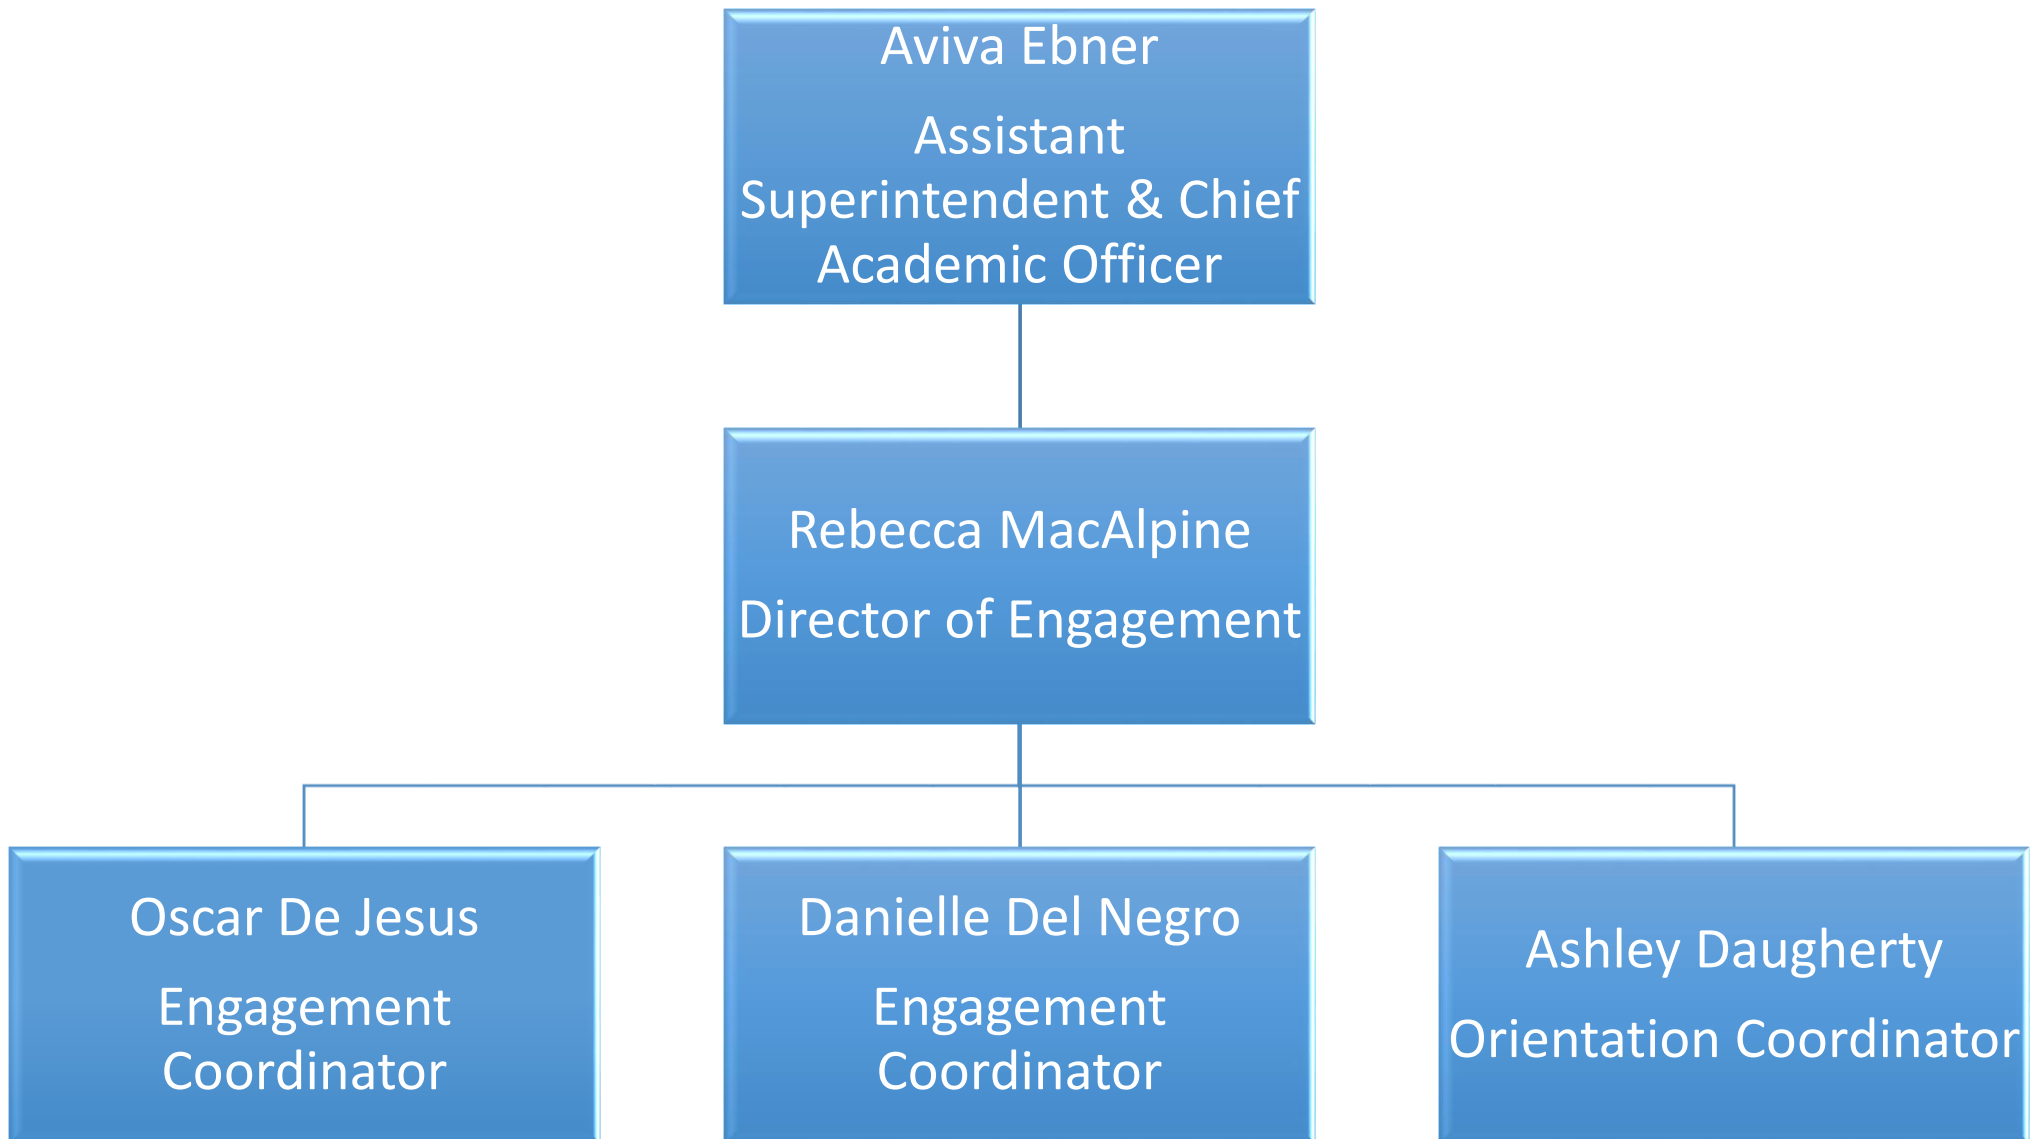 Aviva Ebner
Assistant
Superintendent & Chief
Academic Officer
Rebecca MacAlpine
Director of Engagement
Oscar De Jesus
Engagement
Coordinator
Danielle Del Negro
Engagement
Coordinator
Ashley Daugherty
Orientation Coordinator